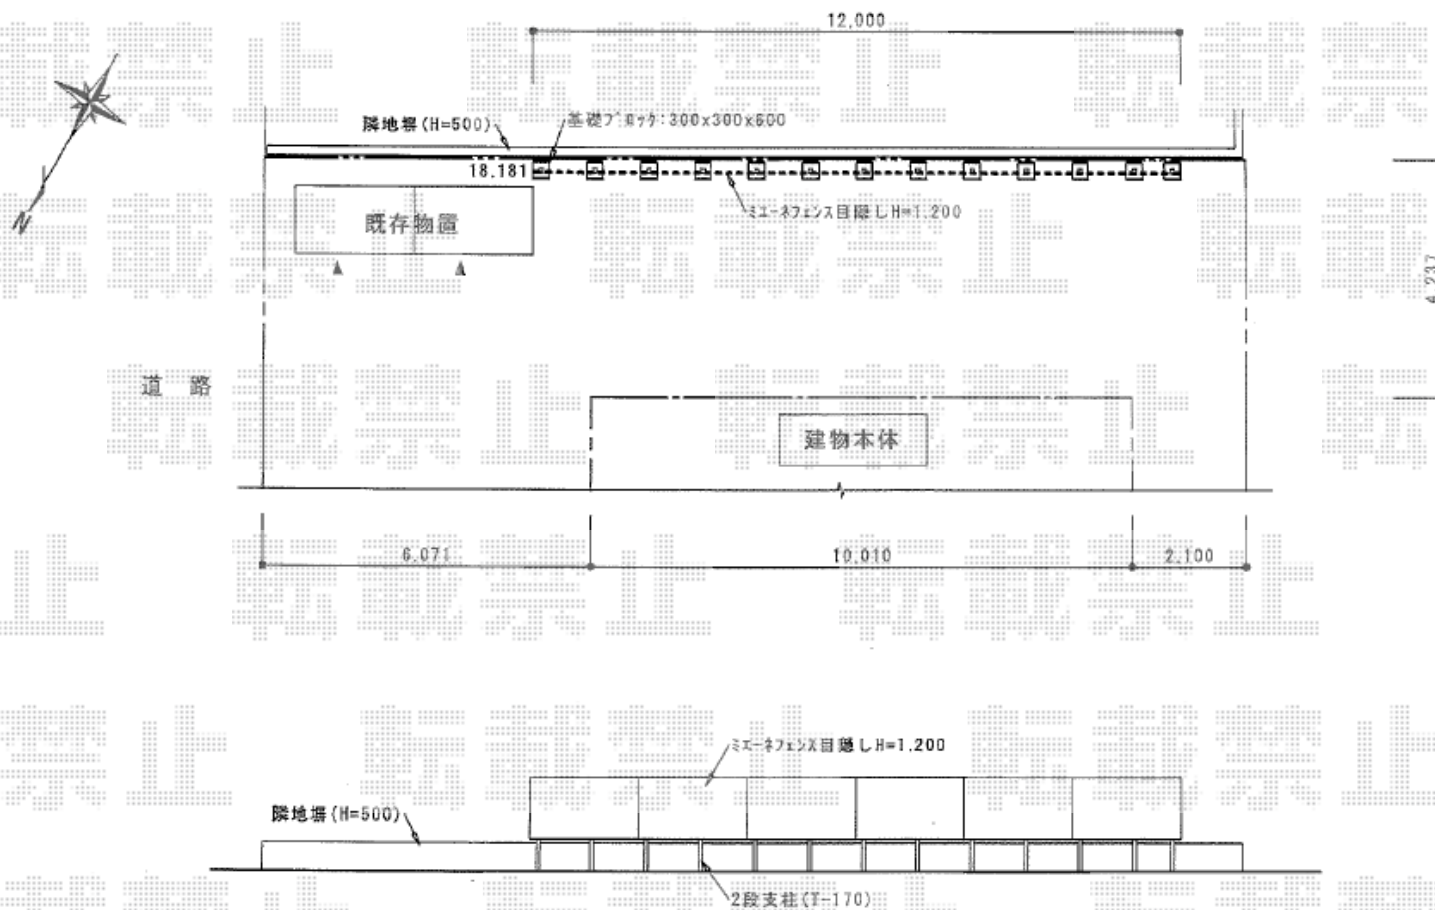 12,000
隣地塀(H=500)
基礎ブロック:300x300x600
18.181
ミエーネフェンス目隠しH=1,200
既存物置
N
4,237
道 路
建物本体
6.071
10,010
2,100
ミエーネフェンス目隠しH=1,200
隣地塀(H=500)
2段支柱(T-170)
転載禁止